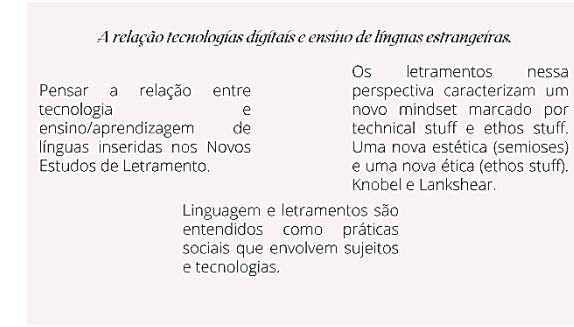 A relação tecnologias digitais e ensino de línguas estrangeiras.
Pensar a relação entre
tecnologia e
ensino/aprendizagem de
línguas inseridas nos Novos
Estudos de Letramento.
Os letramentos nessa
perspectiva caracterizam um
novo mindset marcado por
technical stuff e ethos stuff.
Uma nova estética (semioses)
e uma nova ética (ethos stuff).
Knobel e Lankshear.
Linguagem e letramentos são
entendidos como práticas
sociais que envolvem sujeitos
e tecnologias.